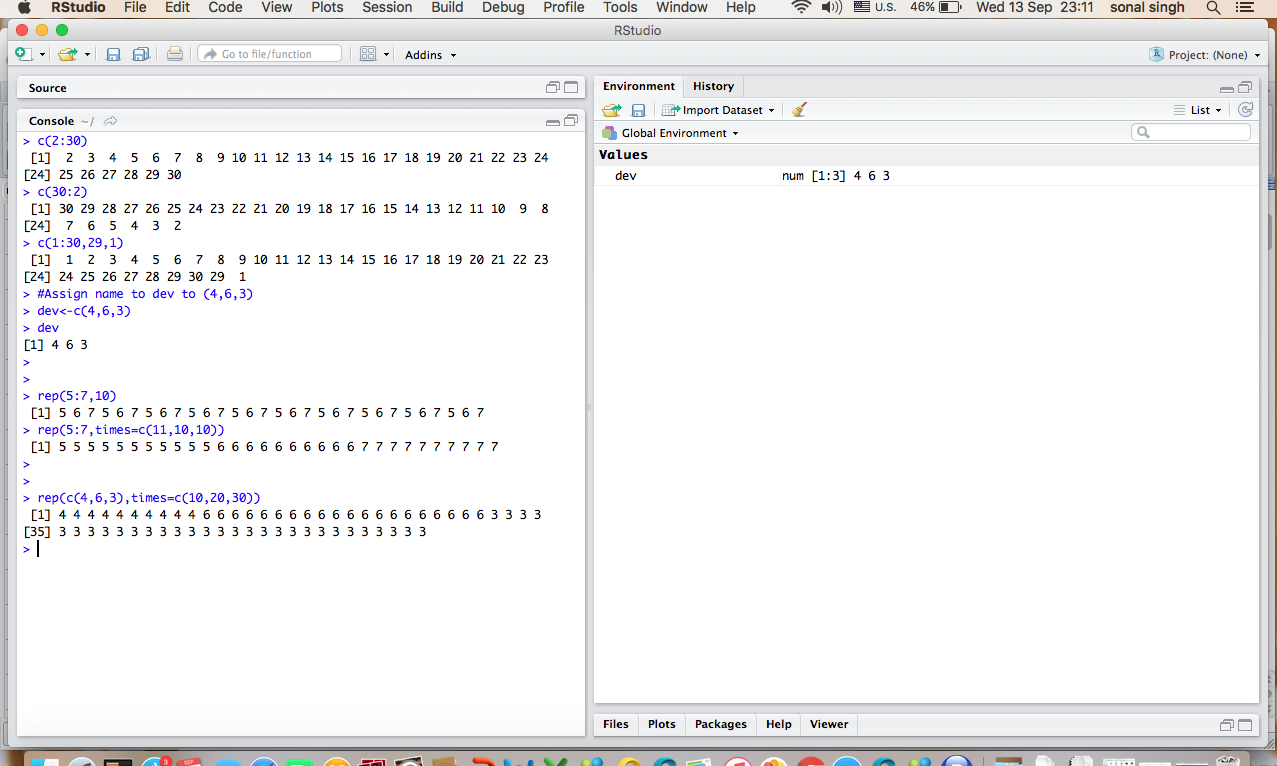 RStudio File Edit Code View Plots Session Build Debug Profile Tools Window Help U.S. 46% Wed 13 Sep 23:11 sonal singh
RStudio
Go to file/function Addins Project: (None)
Source
Console ~/
> c(2:30)
[1] 2 3 4 5 6 7 8 9 10 11 12 13 14 15 16 17 18 19 20 21 22 23 24
[24] 25 26 27 28 29 30
> c(30:2)
[1] 30 29 28 27 26 25 24 23 22 21 20 19 18 17 16 15 14 13 12 11 10 9 8
[24] 7 6 5 4 3 2
> c(1:30,29,1)
[1] 1 2 3 4 5 6 7 8 9 10 11 12 13 14 15 16 17 18 19 20 21 22 23
[24] 24 25 26 27 28 29 30 29 1
> #Assign name to dev to (4,6,3)
> dev<-c(4,6,3)
> dev
[1] 4 6 3
>
>
> rep(5:7,10)
[1] 5 6 7 5 6 7 5 6 7 5 6 7 5 6 7 5 6 7 5 6 7 5 6 7 5 6 7 5 6 7
> rep(5:7,times=c(11,10,10))
[1] 5 5 5 5 5 5 5 5 5 5 5 6 6 6 6 6 6 6 6 6 6 7 7 7 7 7 7 7 7 7 7
>
>
> rep(c(4,6,3),times=c(10,20,30))
[1] 4 4 4 4 4 4 4 4 4 4 6 6 6 6 6 6 6 6 6 6 6 6 6 6 6 6 6 6 6 6 3 3 3 3
[35] 3 3 3 3 3 3 3 3 3 3 3 3 3 3 3 3 3 3 3 3 3 3 3 3 3 3
>
Environment History
Import Dataset List
Global Environment
Values
dev num [1:3] 4 6 3
Files Plots Packages Help Viewer
3 SEP